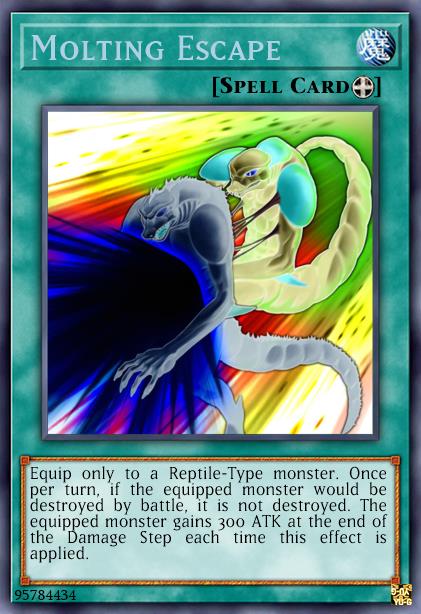 Molting Escape
魔
[Spell Card]
Equip only to a Reptile-Type monster. Once
per turn, if the equipped monster would be
destroyed by battle, it is not destroyed. The
equipped monster gains 300 ATK at the end of
the Damage Step each time this effect is
applied.
95784434